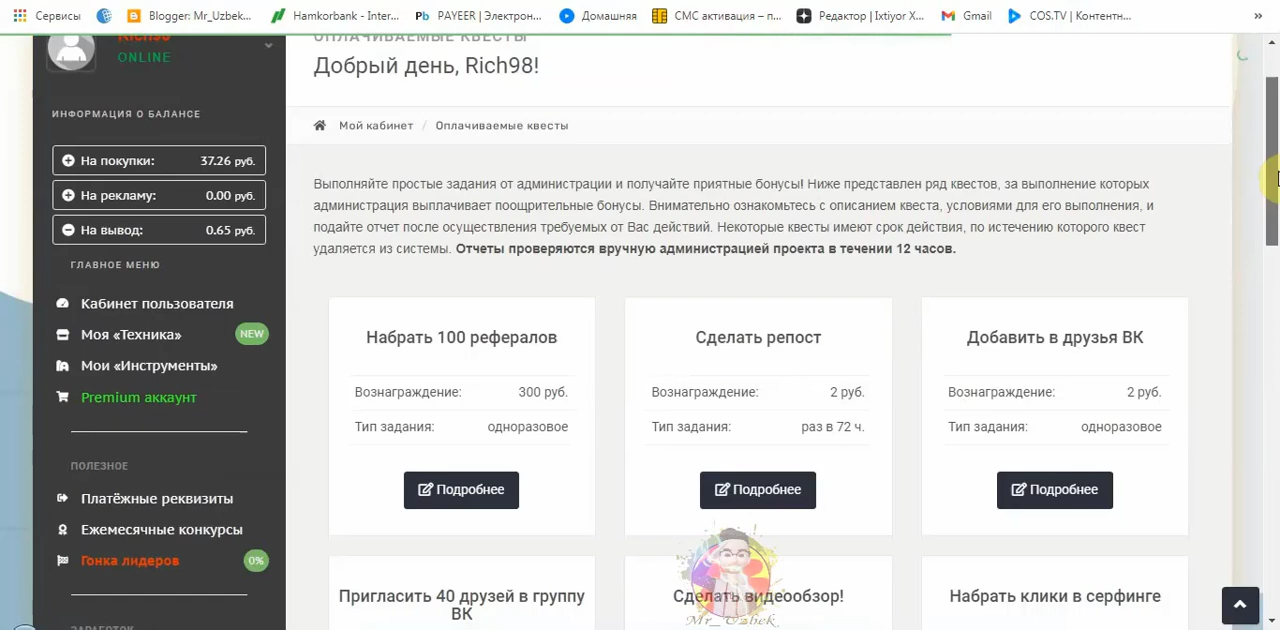 Сервисы
Blogger: Mr_Uzbek...
Hamkorbank - Inter...
Pb PAYEER | Электрон...
Домашняя
СМС активация – п...
Редактор | Ixtiyor X...
Gmail
COS.TV | Контентн...
»
Rich98
ONLINE
ИНФОРМАЦИЯ О БАЛАНСЕ
На покупки: 37.26 руб.
На рекламу: 0.00 руб.
На вывод: 0.65 руб.
ГЛАВНОЕ МЕНЮ
Кабинет пользователя
Моя «Техника» NEW
Мои «Инструменты»
Premium аккаунт
ПОЛЕЗНОЕ
Платёжные реквизиты
Ежемесячные конкурсы
Гонка лидеров 0%
ЗАРАБОТОК
ОПЛАЧИВАЕМЫЕ КВЕСТЫ
Добрый день, Rich98!
Мой кабинет / Оплачиваемые квесты
Выполняйте простые задания от администрации и получайте приятные бонусы! Ниже представлен ряд квестов, за выполнение которых
администрация выплачивает поощрительные бонусы. Внимательно ознакомьтесь с описанием квеста, условиями для его выполнения, и
подайте отчет после осуществления требуемых от Вас действий. Некоторые квесты имеют срок действия, по истечению которого квест
удаляется из системы. Отчеты проверяются вручную администрацией проекта в течении 12 часов.
Набрать 100 рефералов
Вознаграждение: 300 руб.
Тип задания: одноразовое
Подробнее
Сделать репост
Вознаграждение: 2 руб.
Тип задания: раз в 72 ч.
Подробнее
Добавить в друзья ВК
Вознаграждение: 2 руб.
Тип задания: одноразовое
Подробнее
Пригласить 40 друзей в группу
ВК
Сделать видеообзор!
Набрать клики в серфинге
Mr_Uzbek